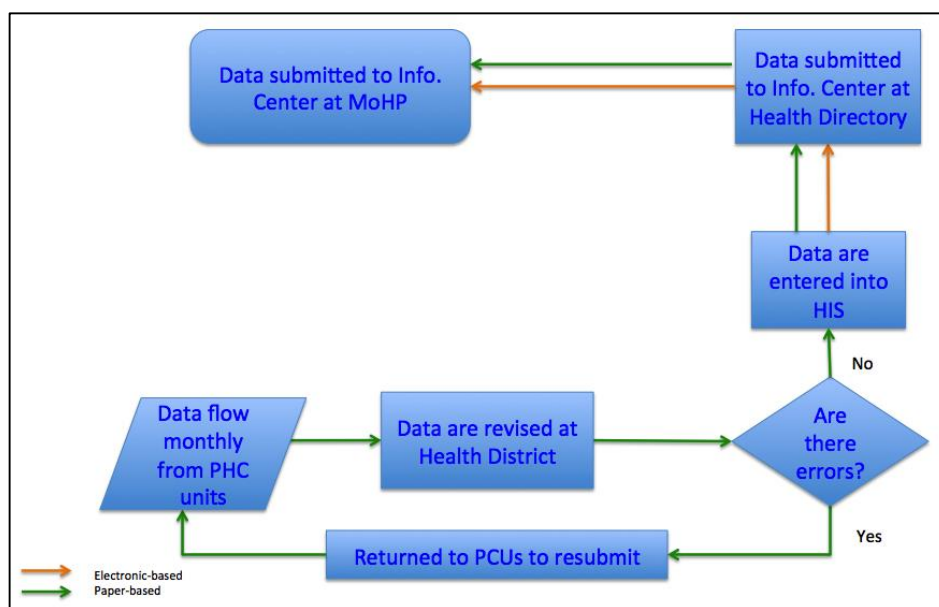 Data submitted to Info.
Center at MoHP
Data submitted
to Info. Center at
Health Directory
Data are
entered into
HIS
No
Data flow
monthly
from PHC
units
Data are revised at
Health District
Are
there
errors?
Yes
Returned to PCUs to resubmit
Electronic-based
Paper-based